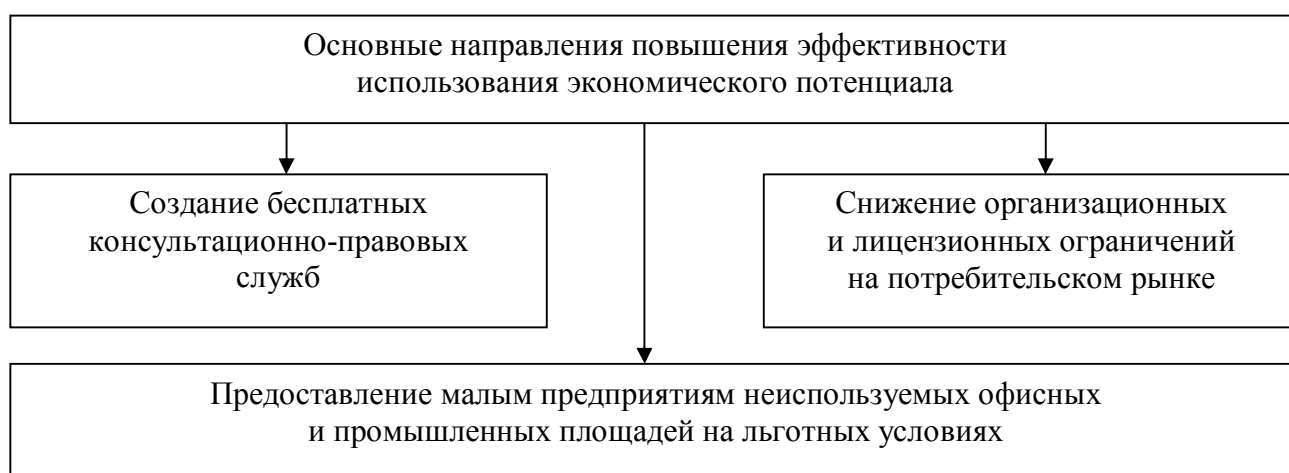 Основные направления повышения эффективности
использования экономического потенциала
Создание бесплатных
консультационно-правовых
служб
Снижение организационных
и лицензионных ограничений
на потребительском рынке
Предоставление малым предприятиям неиспользуемых офисных
и промышленных площадей на льготных условиях